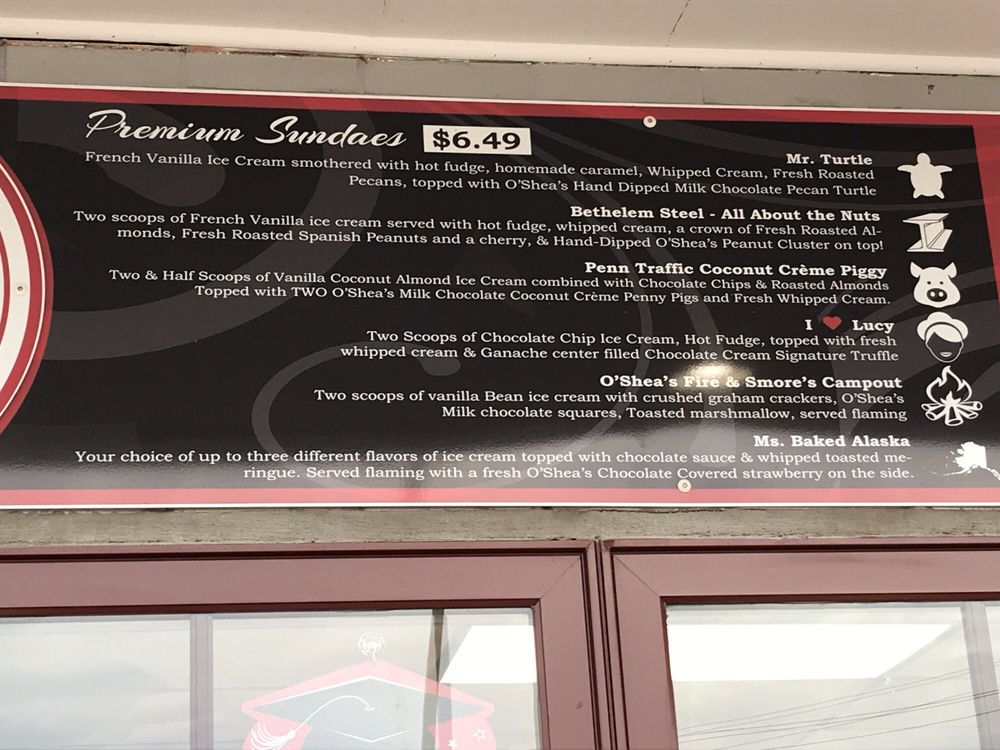 Premium Sundaes $6.49
Mr. Turtle
French Vanilla Ice Cream smothered with hot fudge, homemade caramel, Whipped Cream, Fresh Roasted
Pecans, topped with O'Shea's Hand Dipped Milk Chocolate Pecan Turtle
Bethelem Steel - All About the Nuts
Two scoops of French Vanilla ice cream served with hot fudge, whipped cream, a crown of Fresh Roasted Al-
monds, Fresh Roasted Spanish Peanuts and a cherry, & Hand-Dipped O'Shea's Peanut Cluster on top!
Penn Traffic Coconut Crème Piggy
Two & Half Scoops of Vanilla Coconut Almond Ice Cream combined with Chocolate Chips & Roasted Almonds
Topped with TWO O'Shea's Milk Chocolate Coconut Crème Penny Pigs and Fresh Whipped Cream.
I ❤ Lucy
Two Scoops of Chocolate Chip Ice Cream, Hot Fudge, topped with fresh
whipped cream & Ganache center filled Chocolate Cream Signature Truffle
O'Shea's Fire & Smore's Campout
Two scoops of vanilla Bean ice cream with crushed graham crackers, O'Shea's
Milk chocolate squares, Toasted marshmallow, served flaming
Ms. Baked Alaska
Your choice of up to three different flavors of ice cream topped with chocolate sauce & whipped toasted me-
ringue. Served flaming with a fresh O'Shea's Chocolate Covered strawberry on the side.